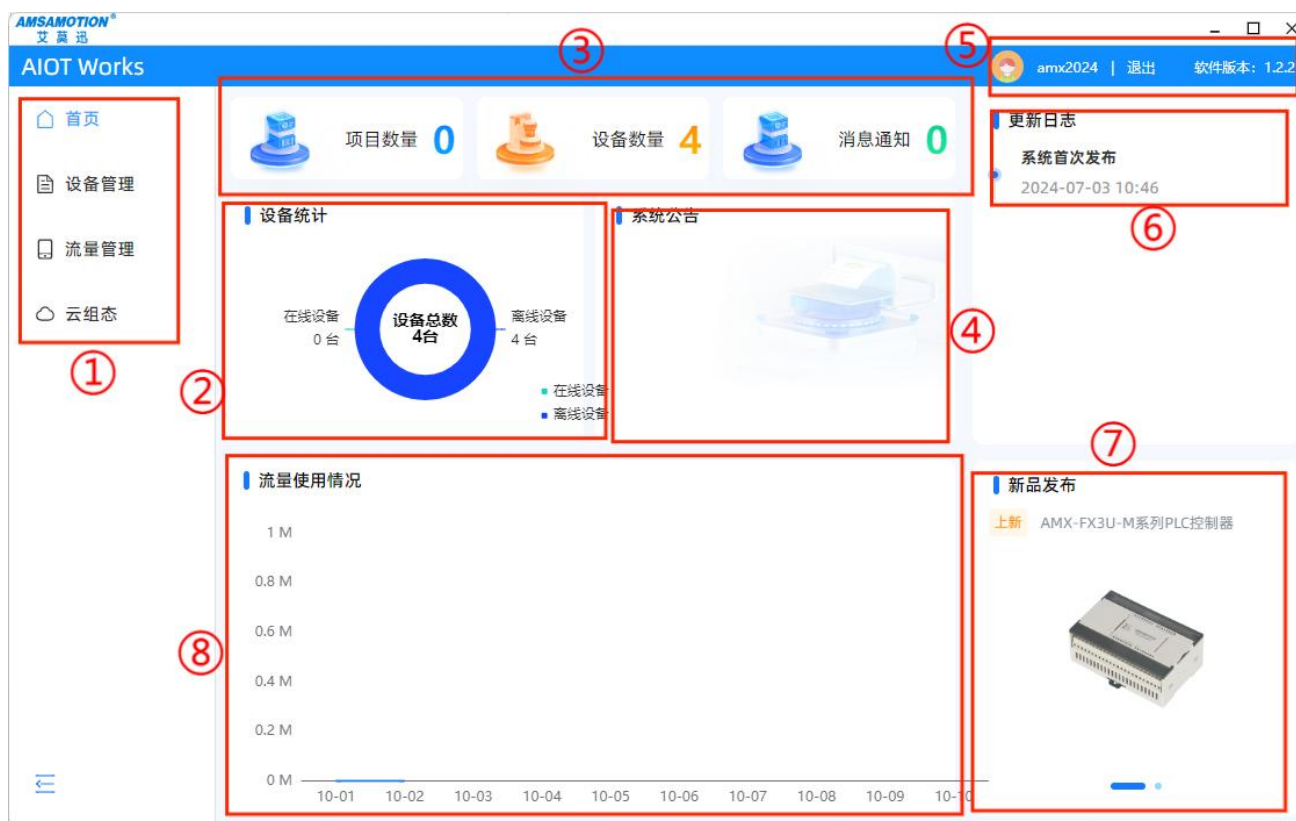 AMSAMOTION®
艾莫迅
AIOT Works
③
⑤
amx2024 | 退出 软件版本：1.2.2
首页
设备管理
流量管理
云组态
①
项目数量 0
设备数量 4
消息通知 0
更新日志
系统首次发布
2024-07-03 10:46
⑥
设备统计
在线设备
0 台
设备总数
4台
离线设备
4 台
在线设备
离线设备
②
系统公告
④
⑦
流量使用情况
1 M
0.8 M
0.6 M
0.4 M
0.2 M
0 M
10-01 10-02 10-03 10-04 10-05 10-06 10-07 10-08 10-09 10-10
⑧
新品发布
上新 AMX-FX3U-M系列PLC控制器